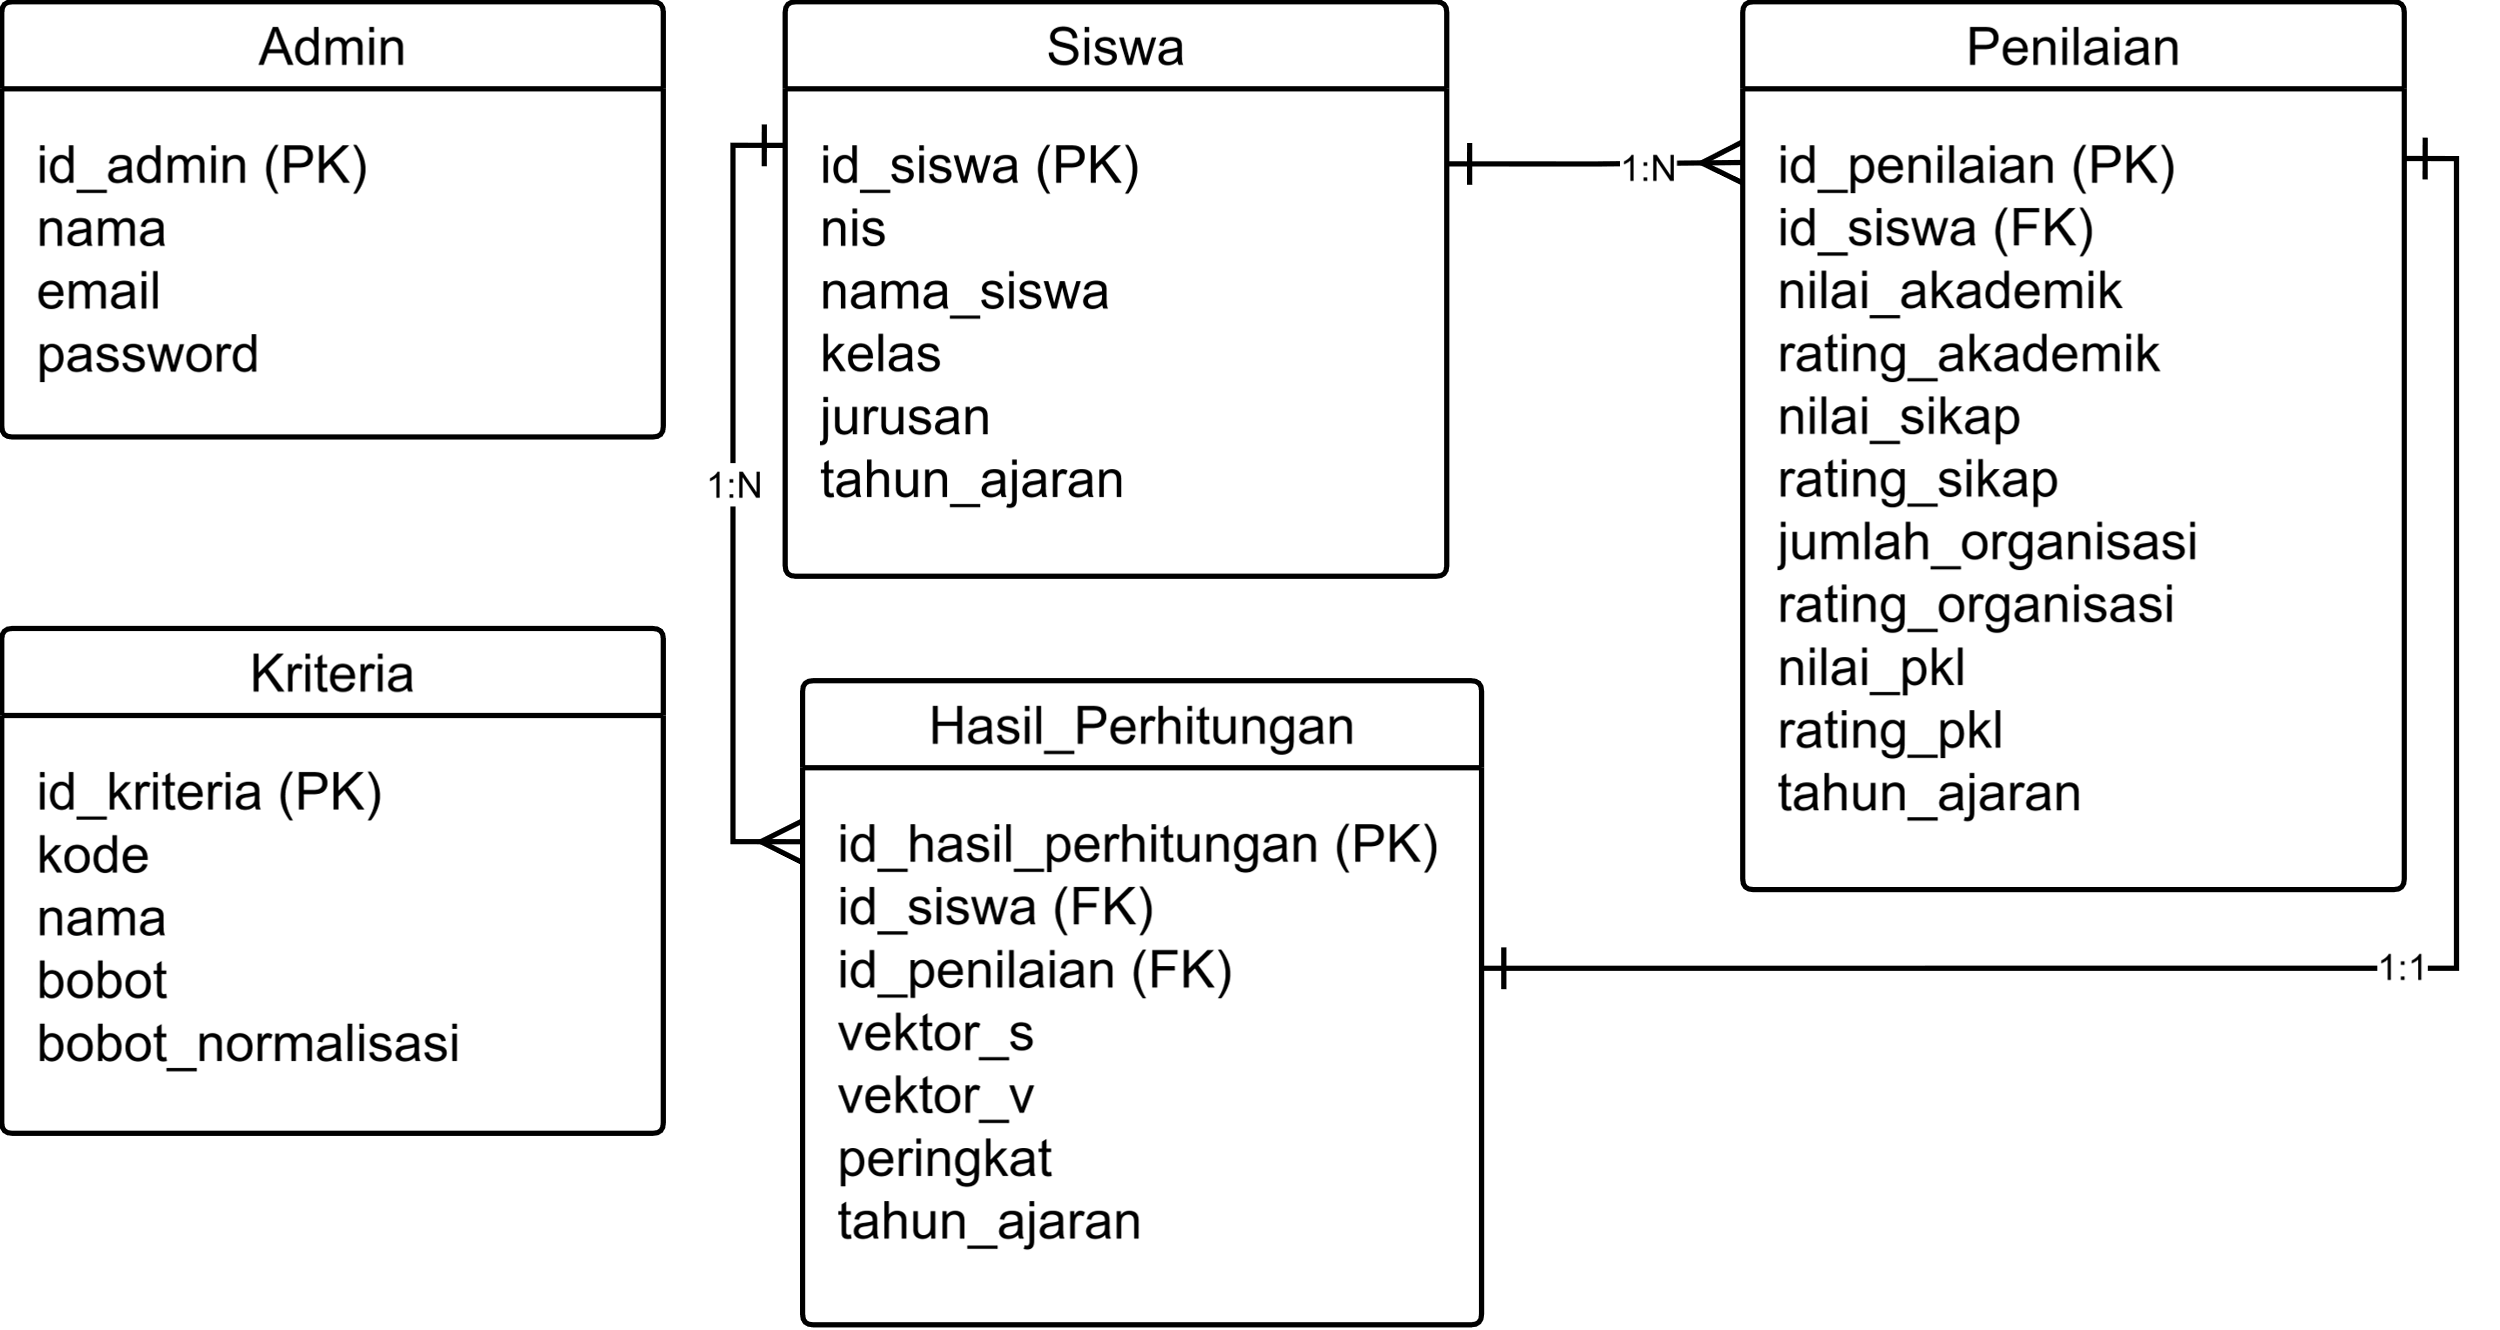 Admin
id_admin (PK)
nama
email
password
Siswa
id_siswa (PK)
nis
nama_siswa
kelas
jurusan
tahun_ajaran
1:N
Penilaian
id_penilaian (PK)
id_siswa (FK)
nilai_akademik
rating_akademik
nilai_sikap
rating_sikap
jumlah_organisasi
rating_organisasi
nilai_pkl
rating_pkl
tahun_ajaran
1:N
Kriteria
id_kriteria (PK)
kode
nama
bobot
bobot_normalisasi
Hasil_Perhitungan
id_hasil_perhitungan (PK)
id_siswa (FK)
id_penilaian (FK)
vektor_s
vektor_v
peringkat
tahun_ajaran
1:1